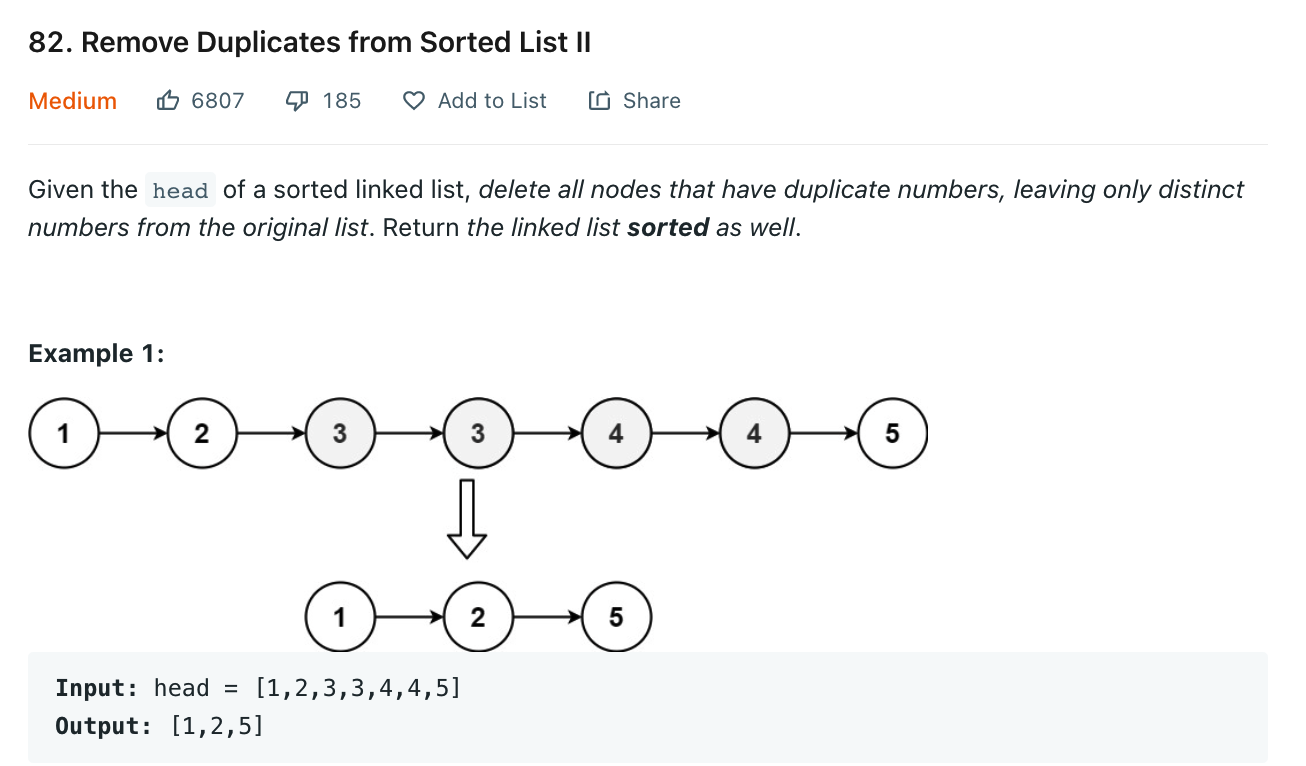 82. Remove Duplicates from Sorted List II
Medium 6807 185 Add to List Share
Given the head of a sorted linked list, delete all nodes that have duplicate numbers, leaving only distinct
numbers from the original list. Return the linked list sorted as well.
Example 1:
1 2 3 3 4 4 5
1 2 5
Input: head = [1,2,3,3,4,4,5]
Output: [1,2,5]